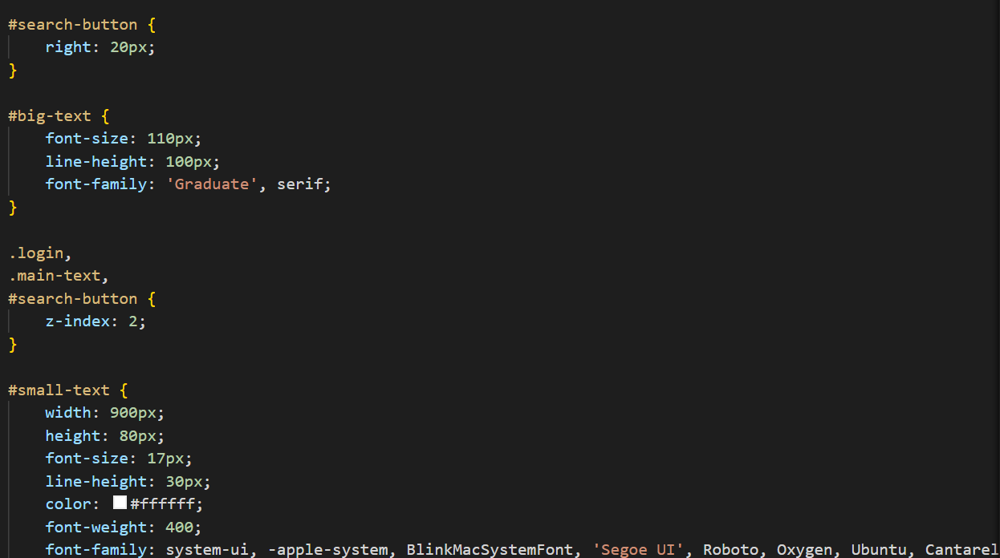 #search-button {
    right: 20px;
}

#big-text {
    font-size: 110px;
    line-height: 100px;
    font-family: 'Graduate', serif;
}

.login,
.main-text,
#search-button {
    z-index: 2;
}

#small-text {
    width: 900px;
    height: 80px;
    font-size: 17px;
    line-height: 30px;
    color: #ffffff;
    font-weight: 400;
    font-family: system-ui, -apple-system, BlinkMacSystemFont, 'Segoe UI', Roboto, Oxygen, Ubuntu, Cantarel